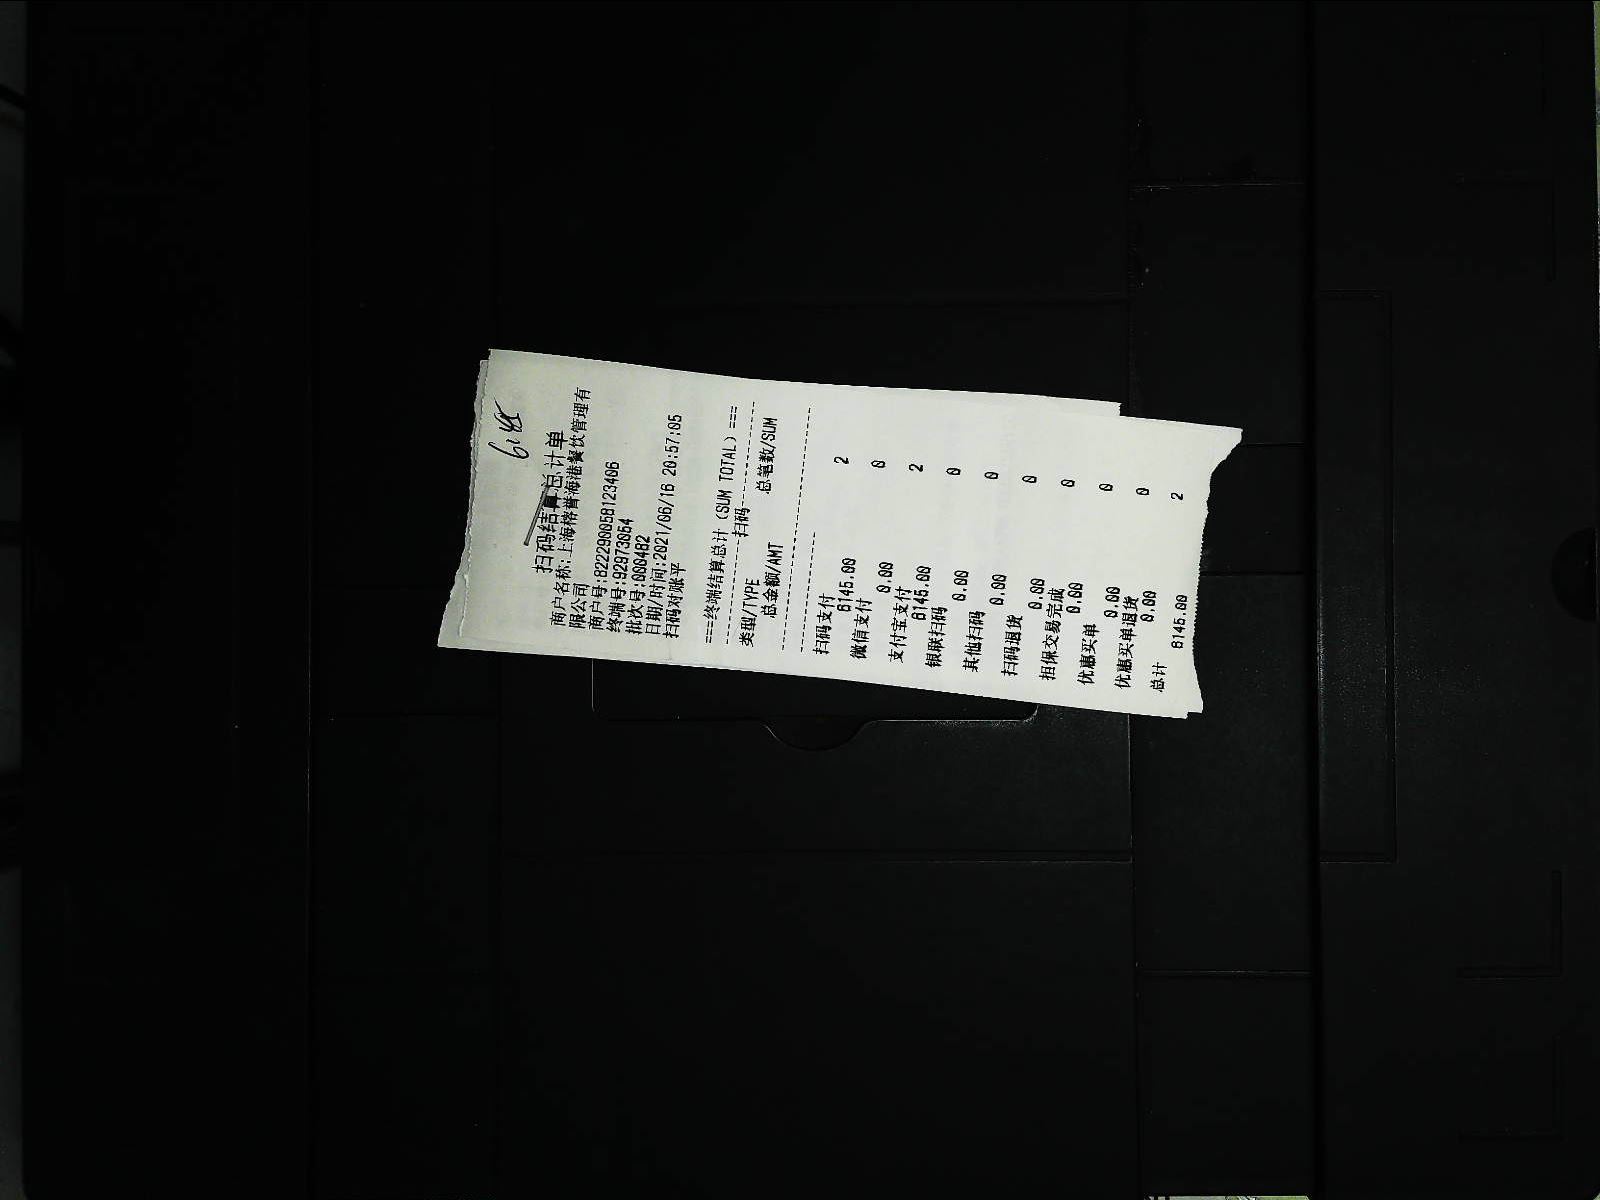 扫码结算总计单
商户名称:上海榕普海港餐饮管理有
限公司
商户号:822290058123406
终端号:92973054
批次号:000482
日期/时间:2021/06/16 20:57:05
扫码对账平
===终端结算总计(SUM TOTAL)===
扫码
类型/TYPE 总笔数/SUM
总金额/AMT
扫码支付 2
6145.00
微信支付 0
0.00
支付宝支付 2
6145.00
银联扫码 0
0.00
其他扫码 0
0.00
扫码退货 0
0.00
担保交易完成 0
0.00
优惠买单 0
0.00
优惠买单退货 0
0.00
总计 2
6145.00